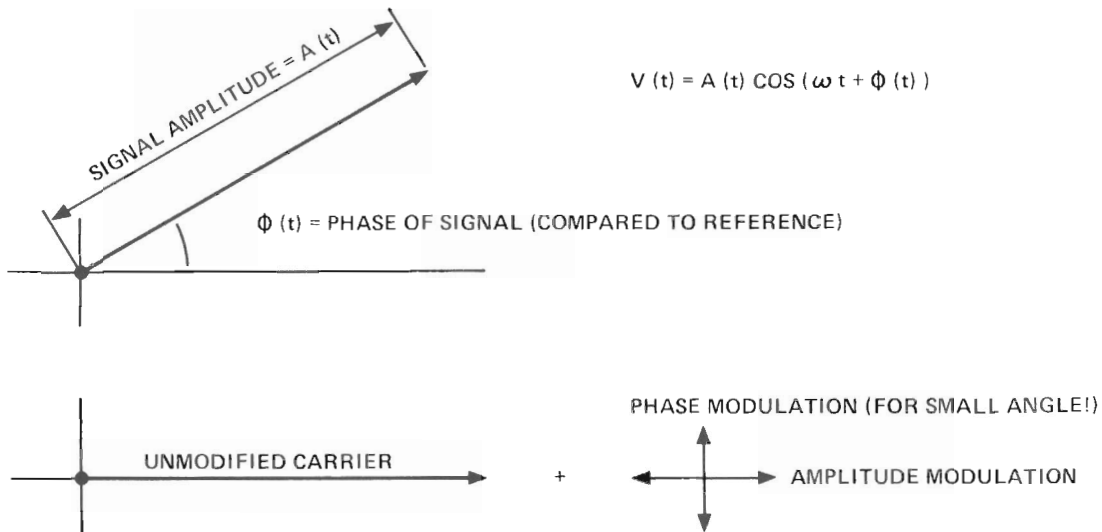 SIGNAL AMPLITUDE = A (t)
V (t) = A (t) COS (ω t + Φ (t) )
Φ (t) = PHASE OF SIGNAL (COMPARED TO REFERENCE)
PHASE MODULATION (FOR SMALL ANGLE!)
UNMODIFIED CARRIER
+
AMPLITUDE MODULATION